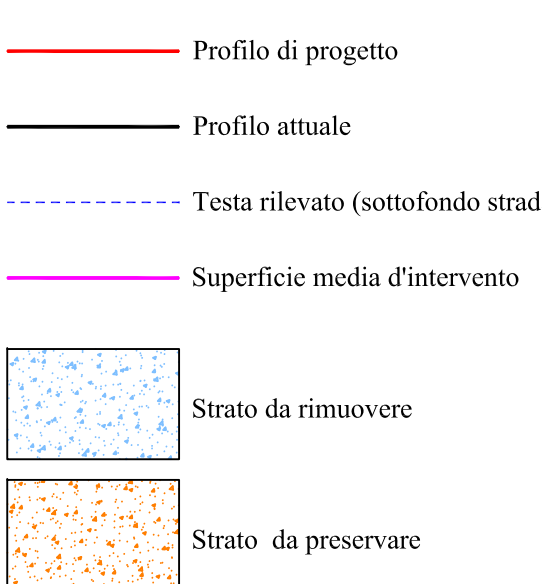 Profilo di progetto
Profilo attuale
Testa rilevato (sottofondo strad
Superficie media d'intervento
Strato da rimuovere
Strato da preservare